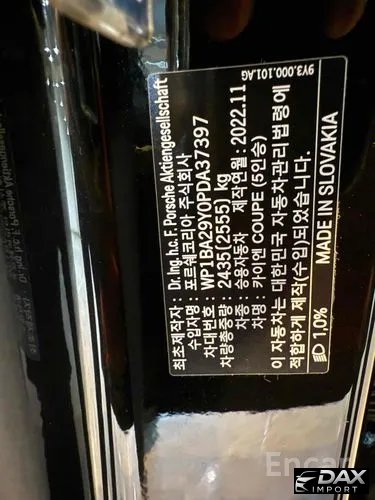 9Y3.000.101.AG
최초제작자 : Dr. Ing. h.c. F. Porsche Aktiengesellschaft
수입자명 : 포르쉐코리아 주식회사
차대번호 : WP1BA29Y0PDA37397
차량총중량 : 2435(2595) kg
차종 : 승용자동차 제작연월 : 2022.11
차명 : 카이엔 COUPE (5인승)
이 자동차는 대한민국 자동차관리법령에
적합하게 제작(수입)되었습니다.
MADE IN SLOVAKIA
1,0%
Encar
DAX
IMPORT